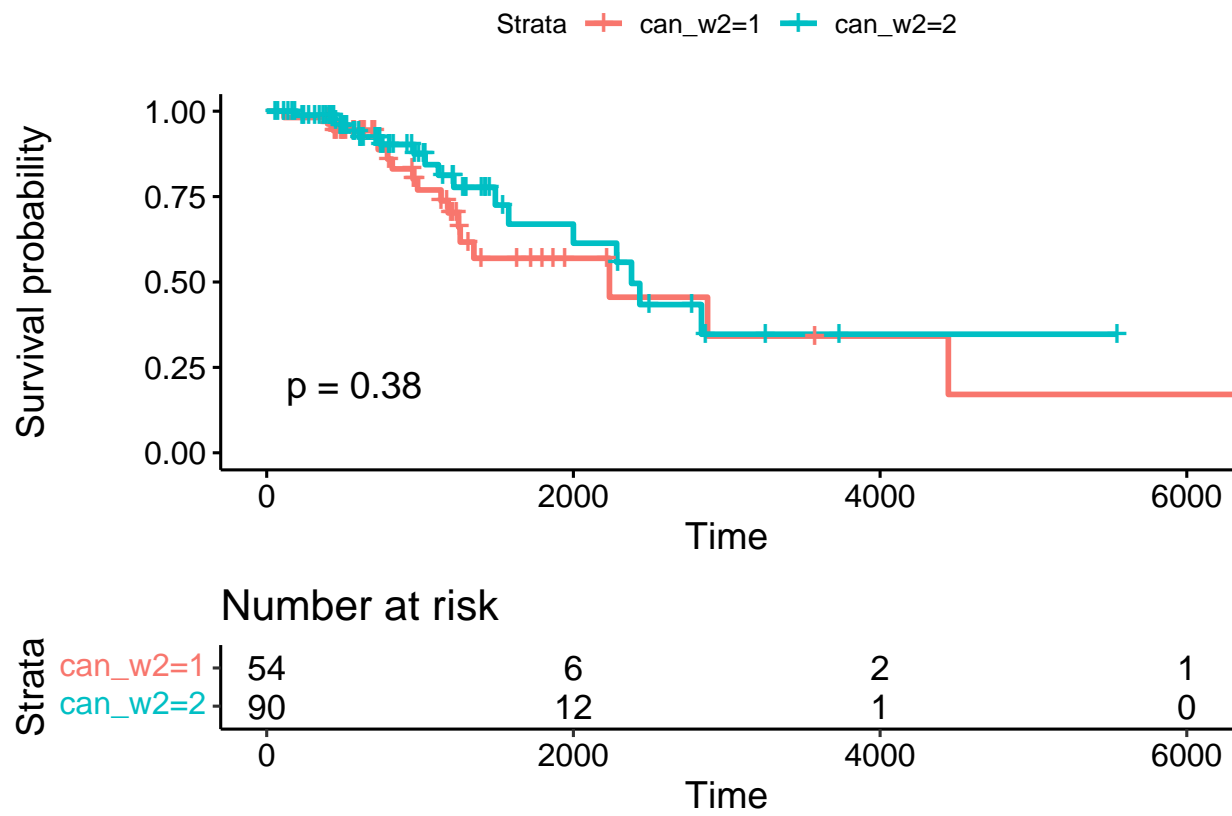 Strata can_w2=1 can_w2=2
Survival probability
1.00
0.75
0.50
0.25
0.00
p = 0.38
0 2000 4000 6000
Time
Number at risk
Strata
can_w2=1 54 6 2 1
can_w2=2 90 12 1 0
0 2000 4000 6000
Time